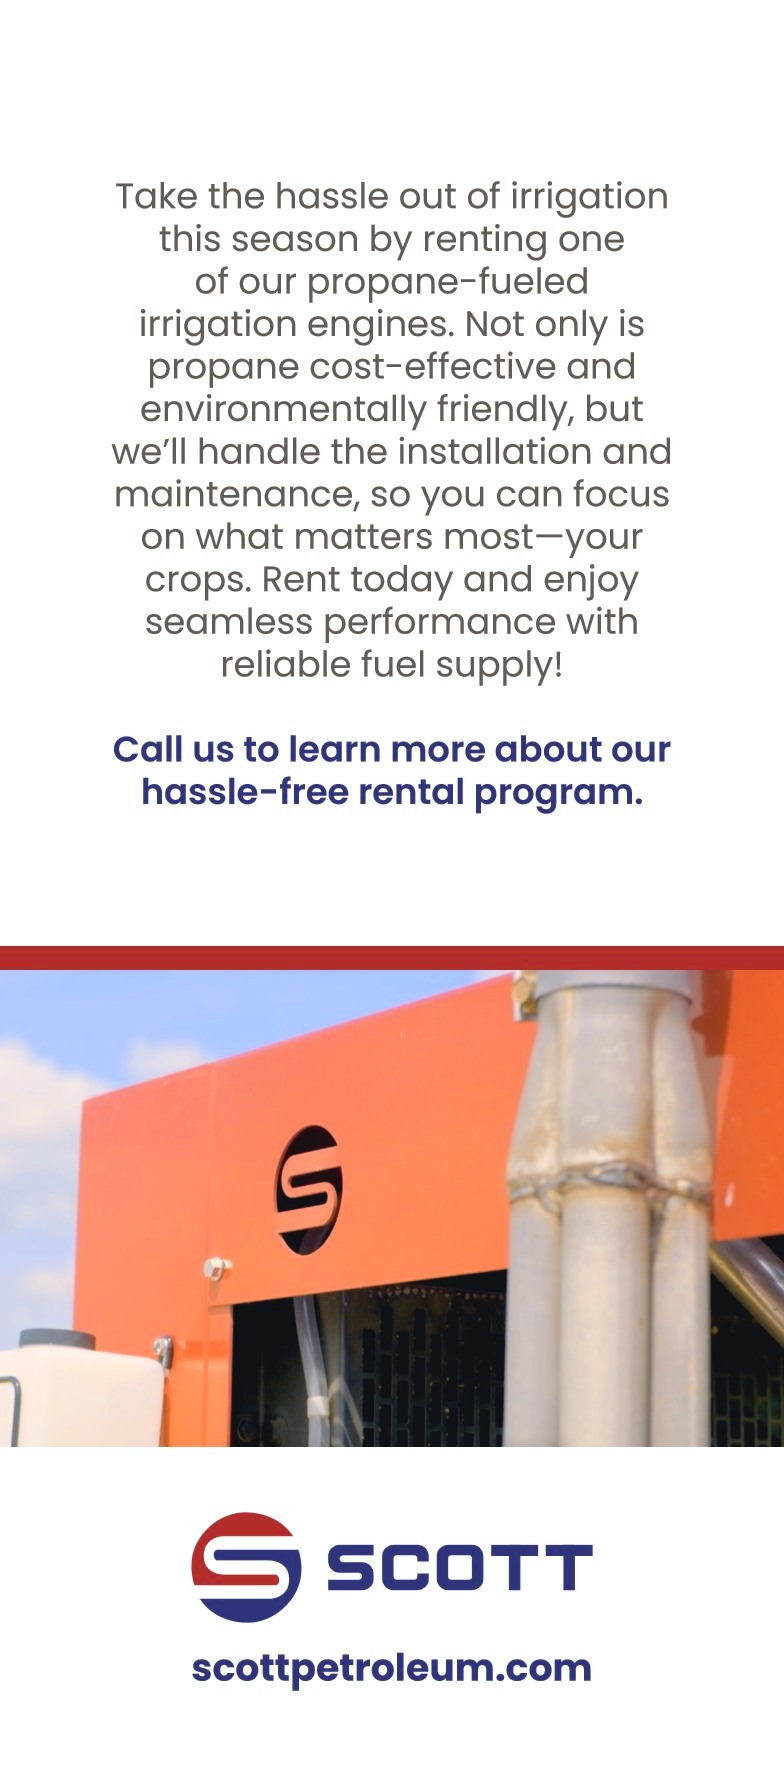 Take the hassle out of irrigation
this season by renting one
of our propane-fueled
irrigation engines. Not only is
propane cost-effective and
environmentally friendly, but
we’ll handle the installation and
maintenance, so you can focus
on what matters most—your
crops. Rent today and enjoy
seamless performance with
reliable fuel supply!
Call us to learn more about our
hassle-free rental program.
S SCOTT
scottpetroleum.com